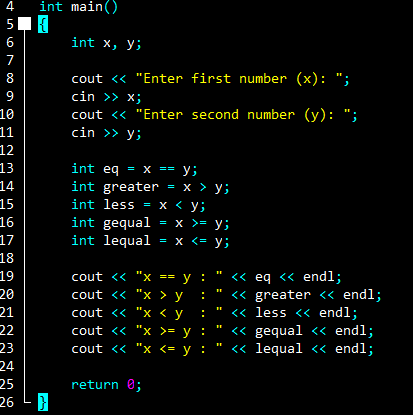 4 int main()
5 {
6     int x, y;
7
8     cout << "Enter first number (x): ";
9     cin >> x;
10     cout << "Enter second number (y): ";
11     cin >> y;
12
13     int eq = x == y;
14     int greater = x > y;
15     int less = x < y;
16     int gequal = x >= y;
17     int lequal = x <= y;
18
19     cout << "x == y : " << eq << endl;
20     cout << "x > y  : " << greater << endl;
21     cout << "x < y  : " << less << endl;
22     cout << "x >= y : " << gequal << endl;
23     cout << "x <= y : " << lequal << endl;
24
25     return 0;
26 }